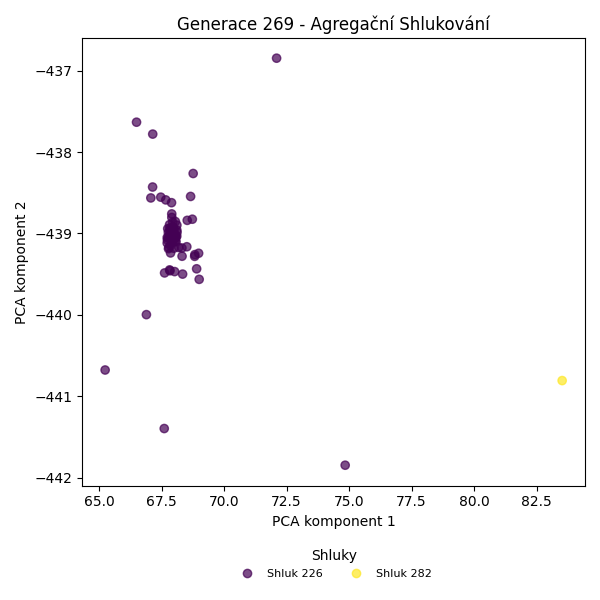 Generace 269 - Agregační Shlukování
−437
−438
−439
−440
−441
−442
PCA komponent 2
65.0 67.5 70.0 72.5 75.0 77.5 80.0 82.5
PCA komponent 1
Shluky
Shluk 226 Shluk 282